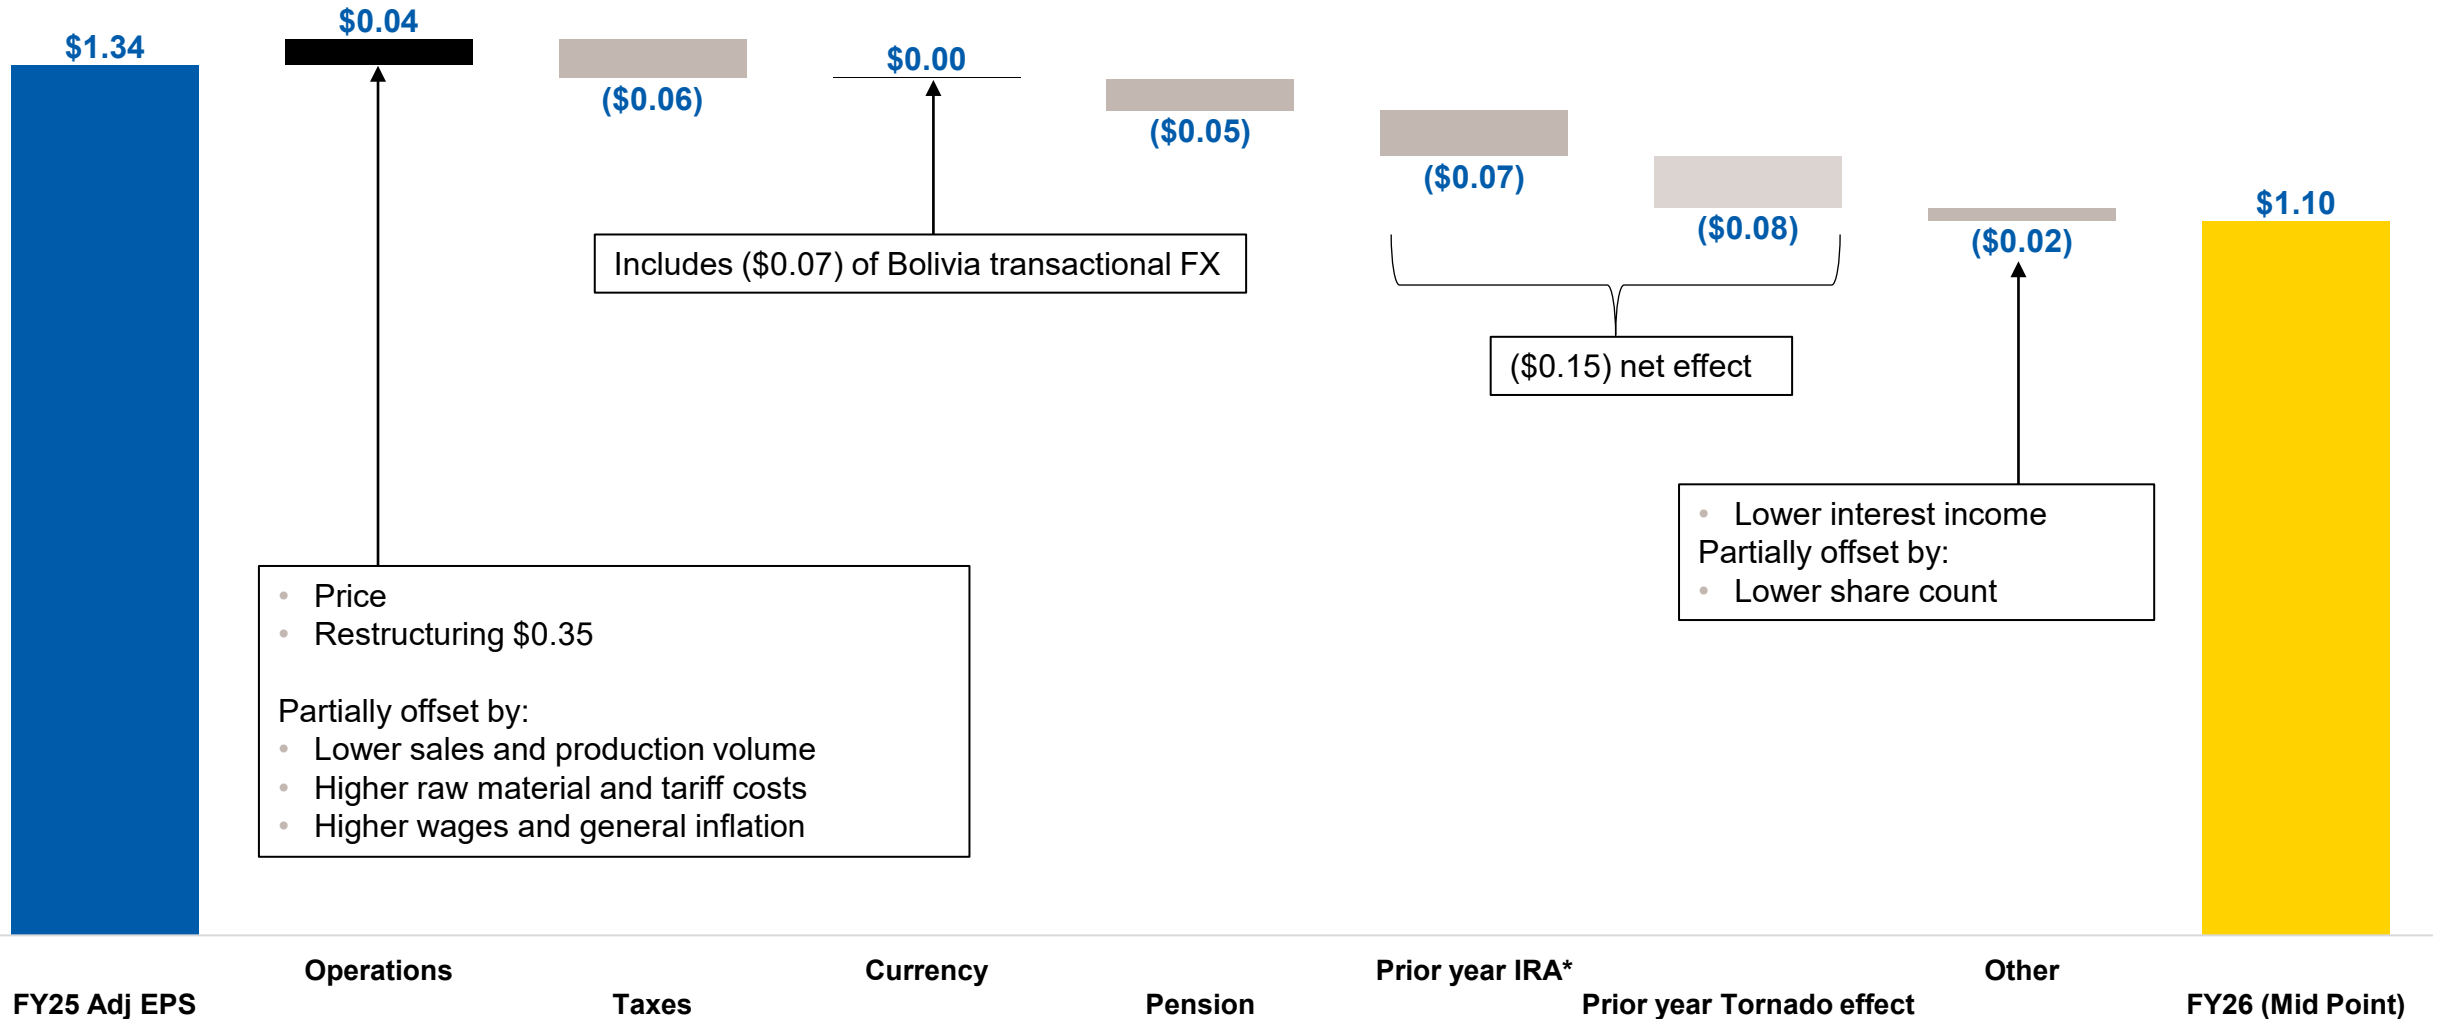 $1.34
$0.04
($0.06)
$0.00
($0.05)
($0.07)
($0.08)
($0.02)
$1.10
Includes ($0.07) of Bolivia transactional FX
($0.15) net effect
• Price
• Restructuring $0.35
Partially offset by:
• Lower sales and production volume
• Higher raw material and tariff costs
• Higher wages and general inflation
• Lower interest income
Partially offset by:
• Lower share count
FY25 Adj EPS
Operations
Taxes
Currency
Pension
Prior year IRA*
Prior year Tornado effect
Other
FY26 (Mid Point)